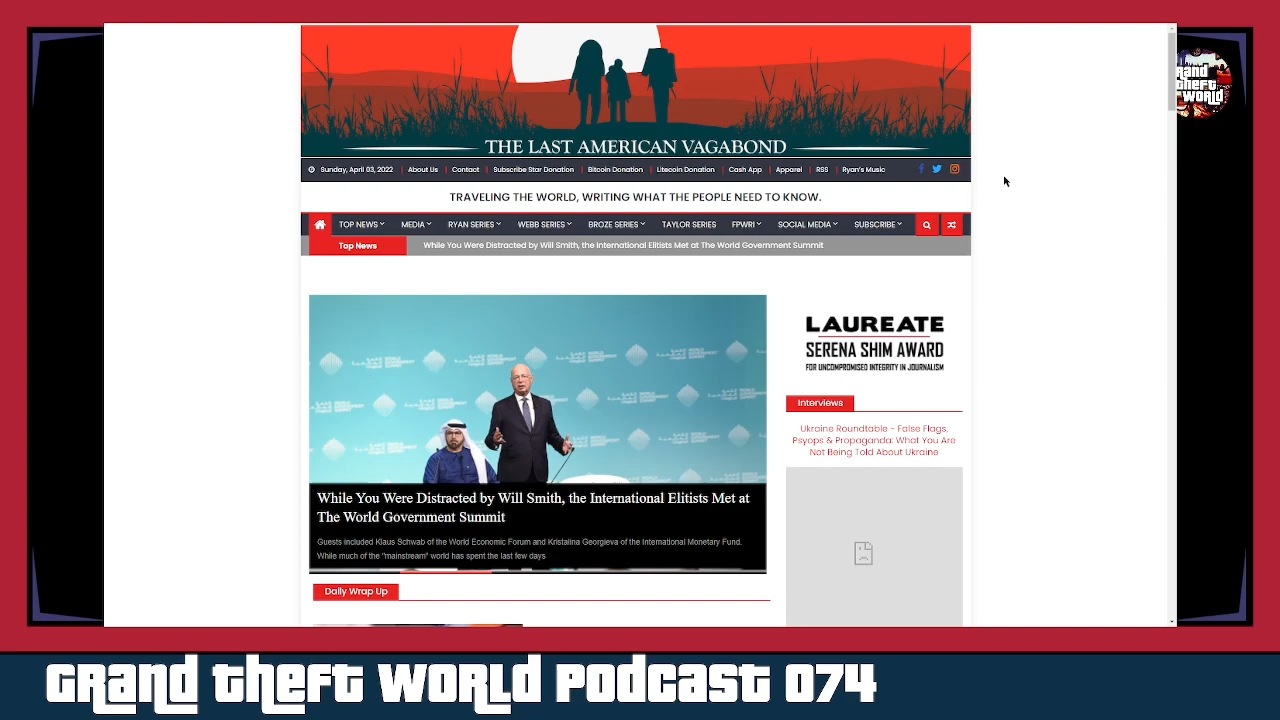 THE LAST AMERICAN VAGABOND
Sunday, April 03, 2022 About Us Contact Subscribe Star Donation Bitcoin Donation Litecoin Donation Cash App Apparel RSS Ryan's Music
TRAVELING THE WORLD, WRITING WHAT THE PEOPLE NEED TO KNOW.
TOP NEWS MEDIA RYAN SERIES WEBB SERIES BROZE SERIES TAYLOR SERIES FPWR! SOCIAL MEDIA SUBSCRIBE
Top News While You Were Distracted by Will Smith, the International Elitists Met at The World Government Summit
While You Were Distracted by Will Smith, the International Elitists Met at
The World Government Summit
Guests included Klaus Schwab of the World Economic Forum and Kristalina Georgieva of the International Monetary Fund.
While much of the "mainstream" world has spent the last few days
Daily Wrap Up
LAUREATE
SERENA SHIM AWARD
FOR UNCOMPROMISED INTEGRITY IN JOURNALISM
Interviews
Ukraine Roundtable - False Flags,
Psyops & Propaganda: What You Are
Not Being Told About Ukraine
Grand
theft
world
Grand theft World Podcast 074